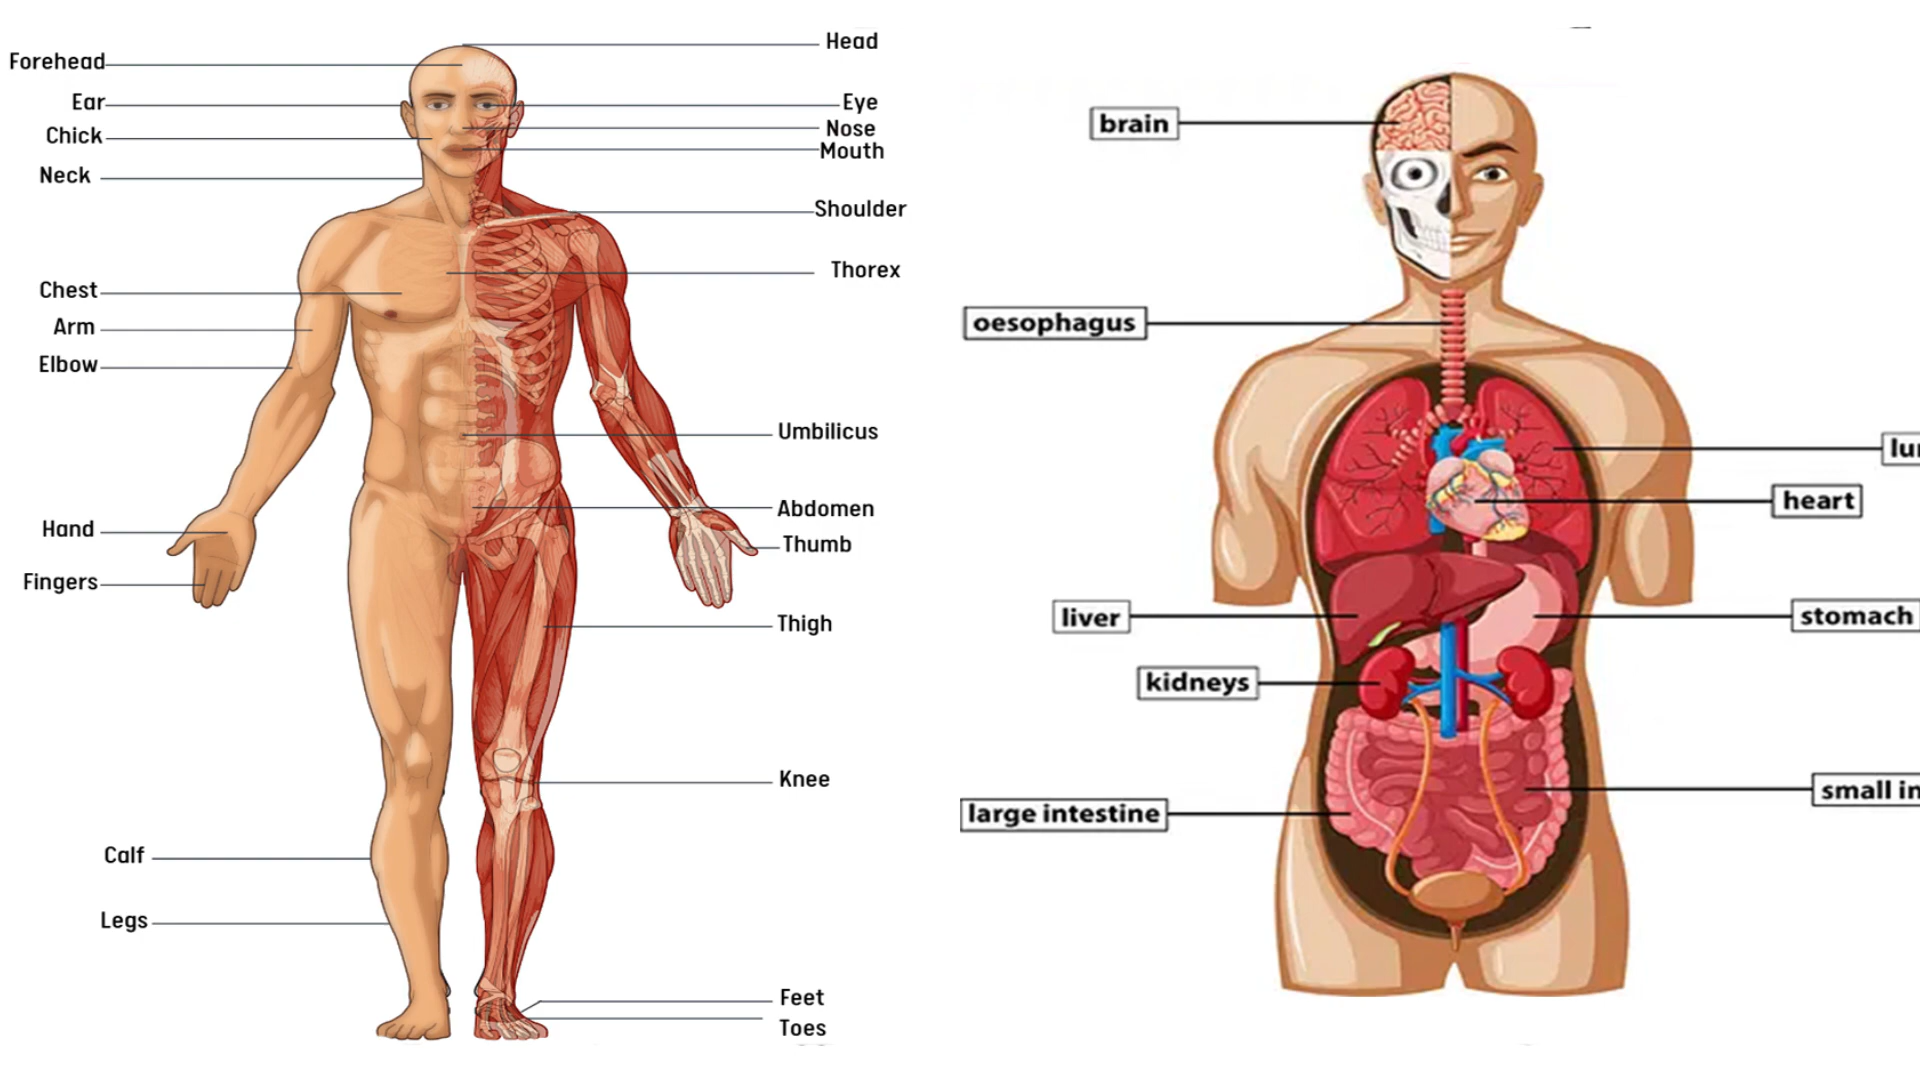 Head
Forehead
Ear
Eye
Chick
Nose
Mouth
Neck
Shoulder
Thorex
Chest
Arm
Elbow
Umbilicus
Abdomen
Hand
Thumb
Fingers
Thigh
Knee
Calf
Legs
Feet
Toes
brain
oesophagus
lu
heart
liver
stomach
kidneys
small in
large intestine